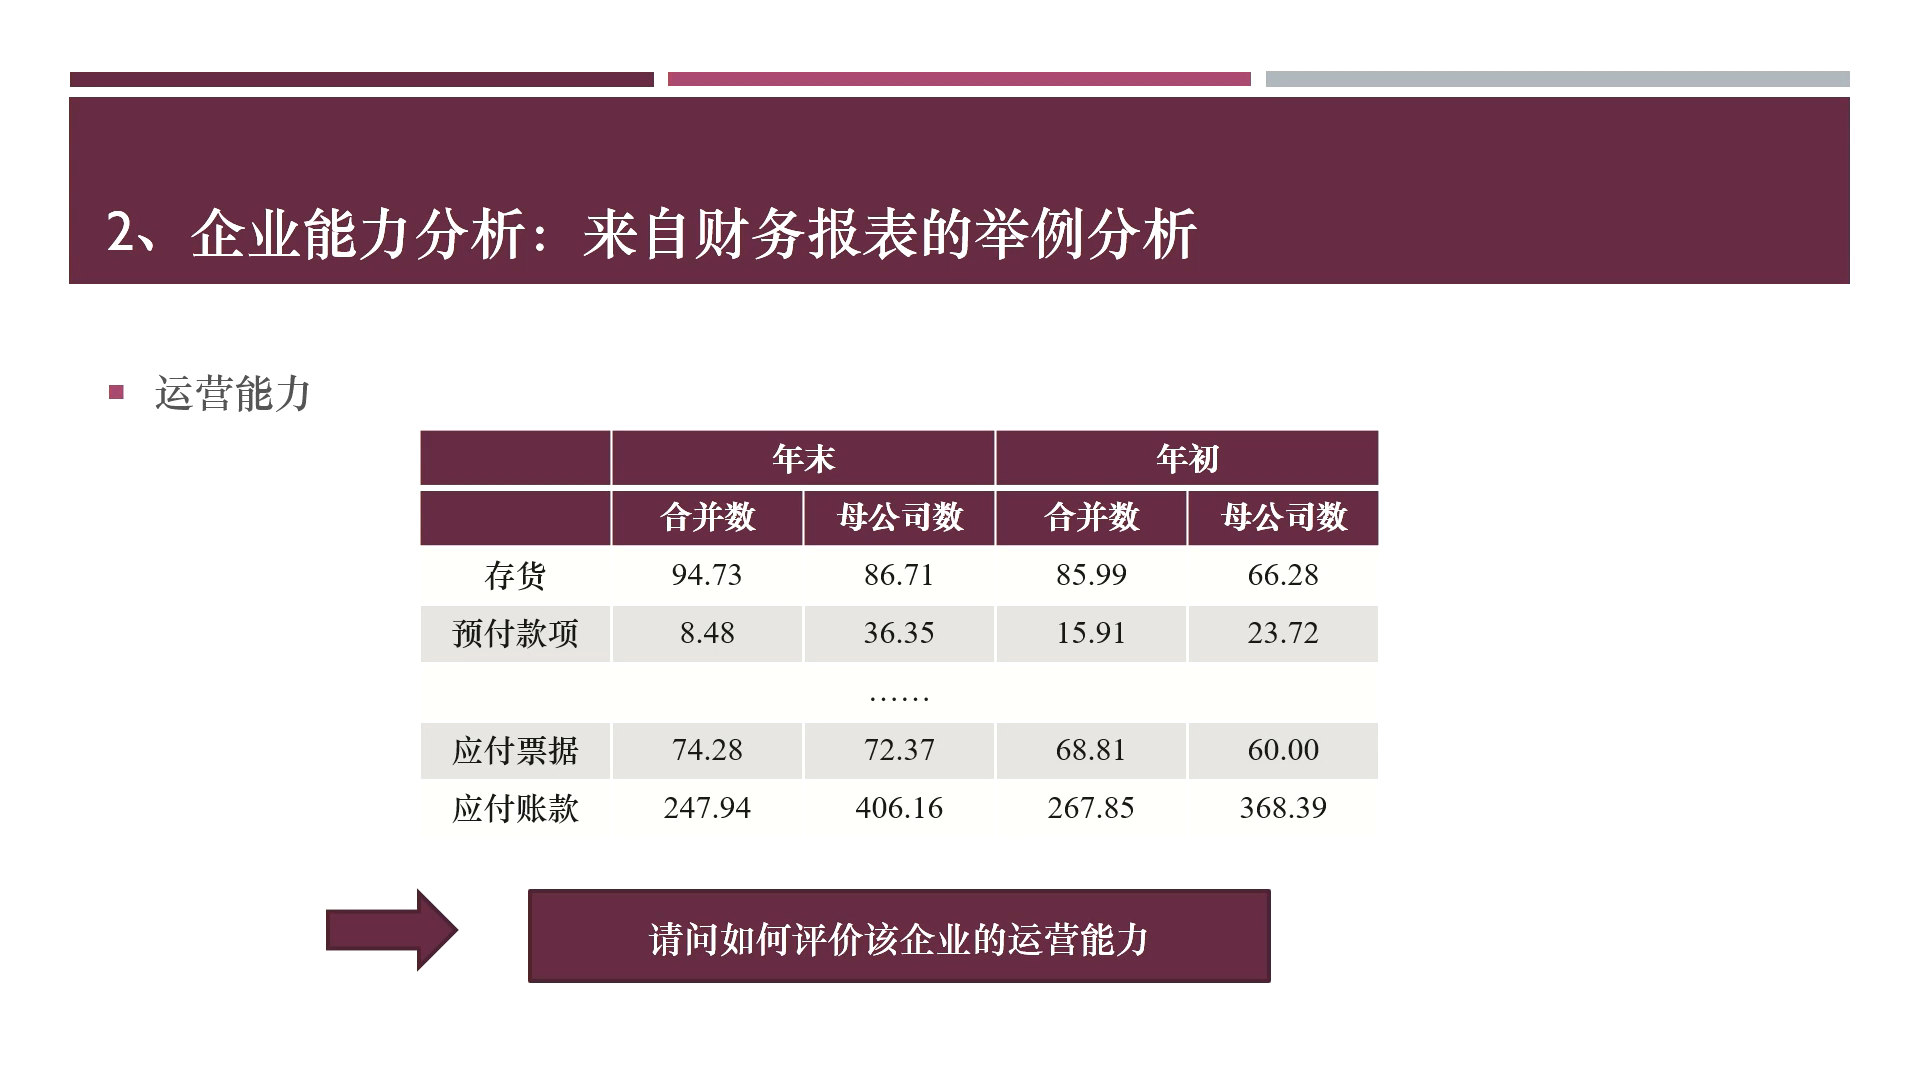 2、企业能力分析：来自财务报表的举例分析
运营能力
年末 年初
合并数 母公司数 合并数 母公司数
存货 94.73 86.71 85.99 66.28
预付款项 8.48 36.35 15.91 23.72
……
应付票据 74.28 72.37 68.81 60.00
应付账款 247.94 406.16 267.85 368.39
请问如何评价该企业的运营能力